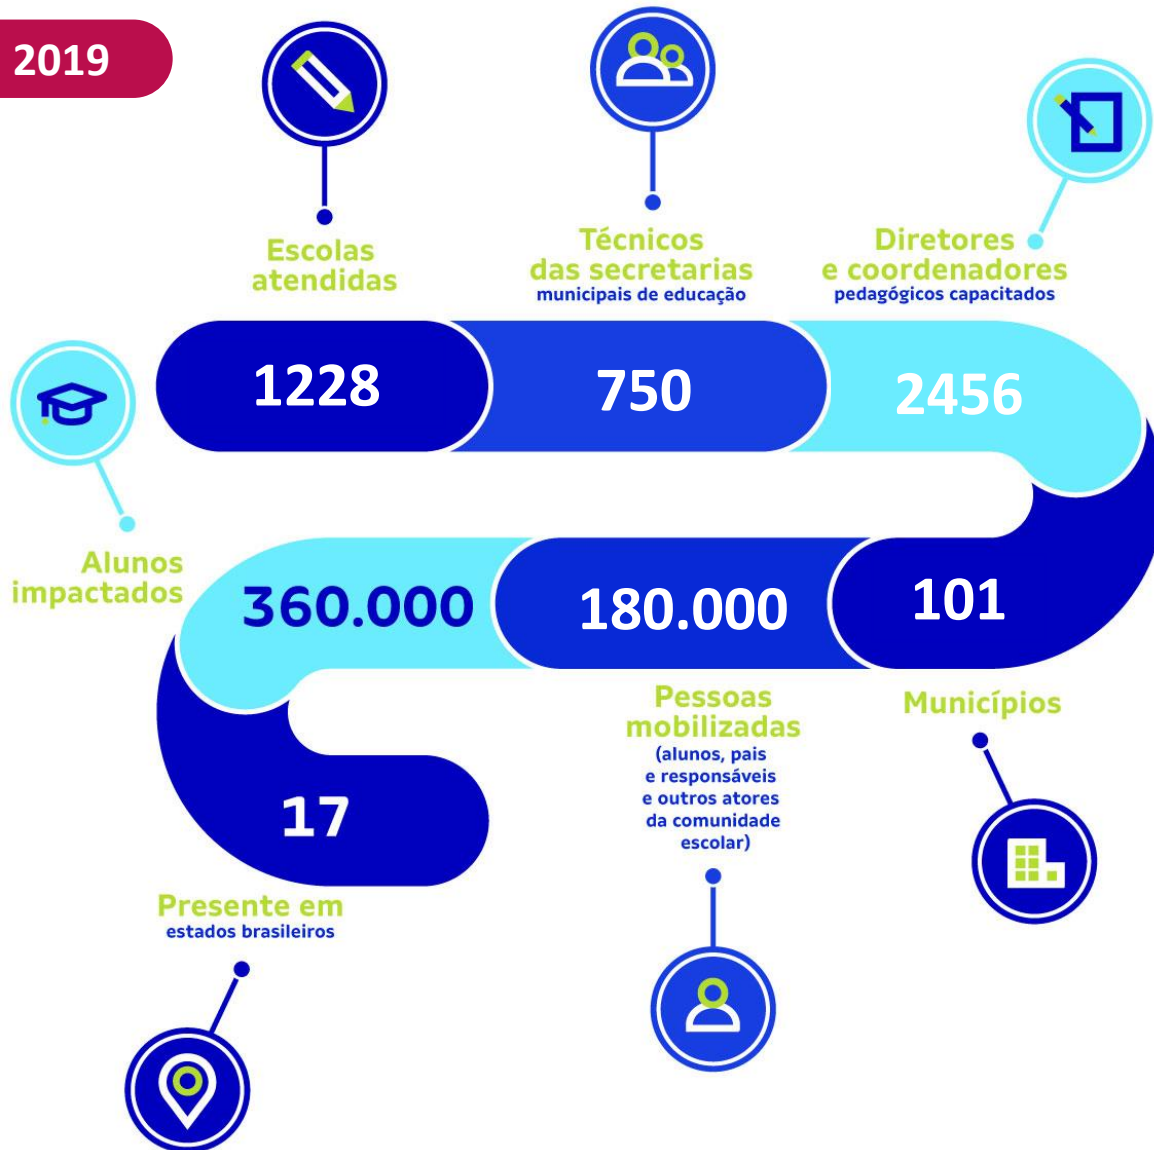 2019
Escolas
atendidas
Técnicos
das secretarias
municipais de educação
Diretores
e coordenadores
pedagógicos capacitados
1228
750
2456
Alunos
impactados
360.000
180.000
101
Pessoas
mobilizadas
(alunos, pais
e responsáveis
e outros atores
da comunidade
escolar)
Municípios
17
Presente em
estados brasileiros